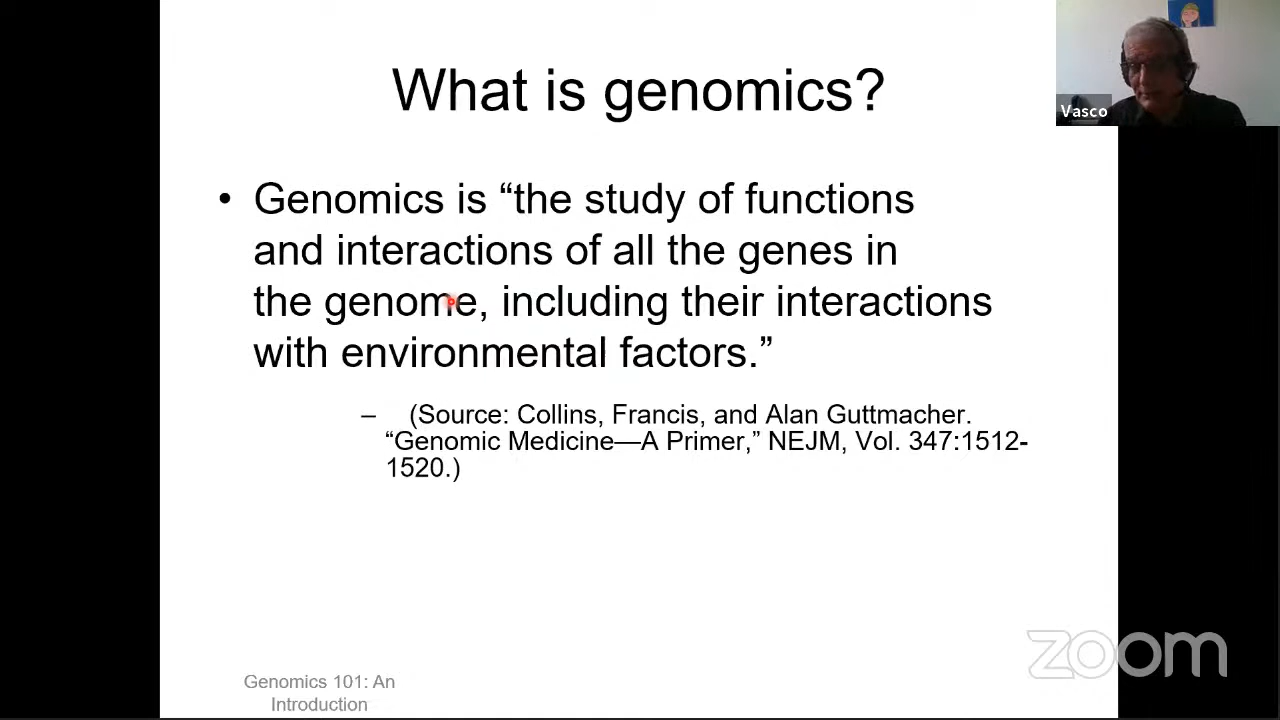 What is genomics?
Vasco
• Genomics is “the study of functions
and interactions of all the genes in
the genome, including their interactions
with environmental factors.”
– (Source: Collins, Francis, and Alan Guttmacher.
“Genomic Medicine—A Primer,” NEJM, Vol. 347:1512-
1520.)
zoom
Genomics 101: An
Introduction